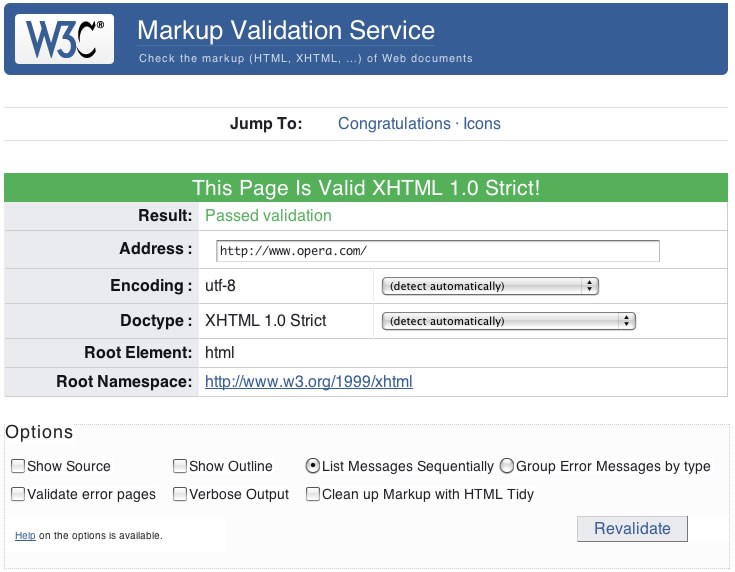 W3C®
Markup Validation Service
Check the markup (HTML, XHTML, ...) of Web documents
Jump To: Congratulations · Icons
This Page Is Valid XHTML 1.0 Strict!
Result: Passed validation
Address : http://www.opera.com/
Encoding : utf-8 (detect automatically)
Doctype : XHTML 1.0 Strict (detect automatically)
Root Element: html
Root Namespace: http://www.w3.org/1999/xhtml
Options
Show Source Show Outline List Messages Sequentially Group Error Messages by type
Validate error pages Verbose Output Clean up Markup with HTML Tidy
Help on the options is available. Revalidate